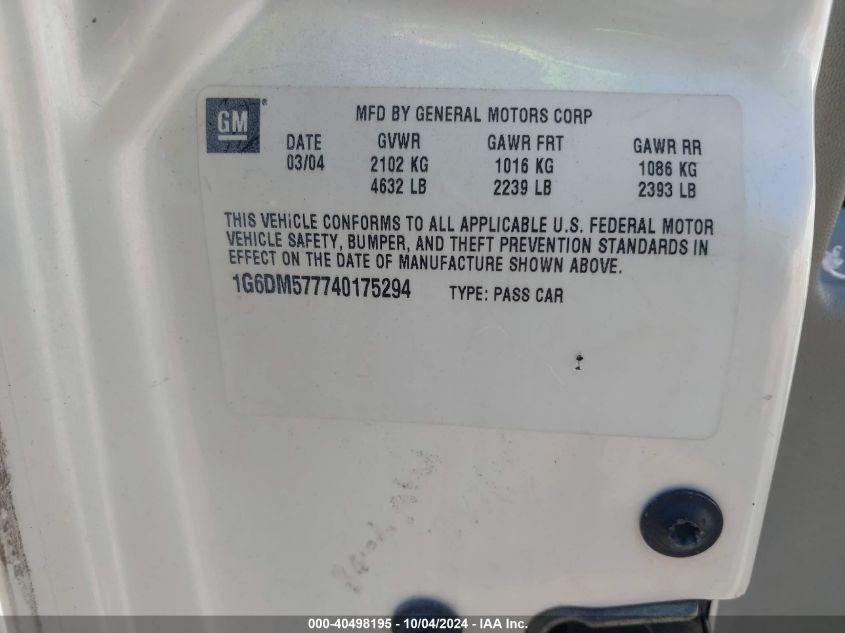 GM®
MFD BY GENERAL MOTORS CORP
DATE GVWR GAWR FRT GAWR RR
03/04 2102 KG 1016 KG 1086 KG
4632 LB 2239 LB 2393 LB
THIS VEHICLE CONFORMS TO ALL APPLICABLE U.S. FEDERAL MOTOR
VEHICLE SAFETY, BUMPER, AND THEFT PREVENTION STANDARDS IN
EFFECT ON THE DATE OF MANUFACTURE SHOWN ABOVE.
1G6DM577740175294 TYPE: PASS CAR
000-40498195 - 10/04/2024 - IAA Inc.